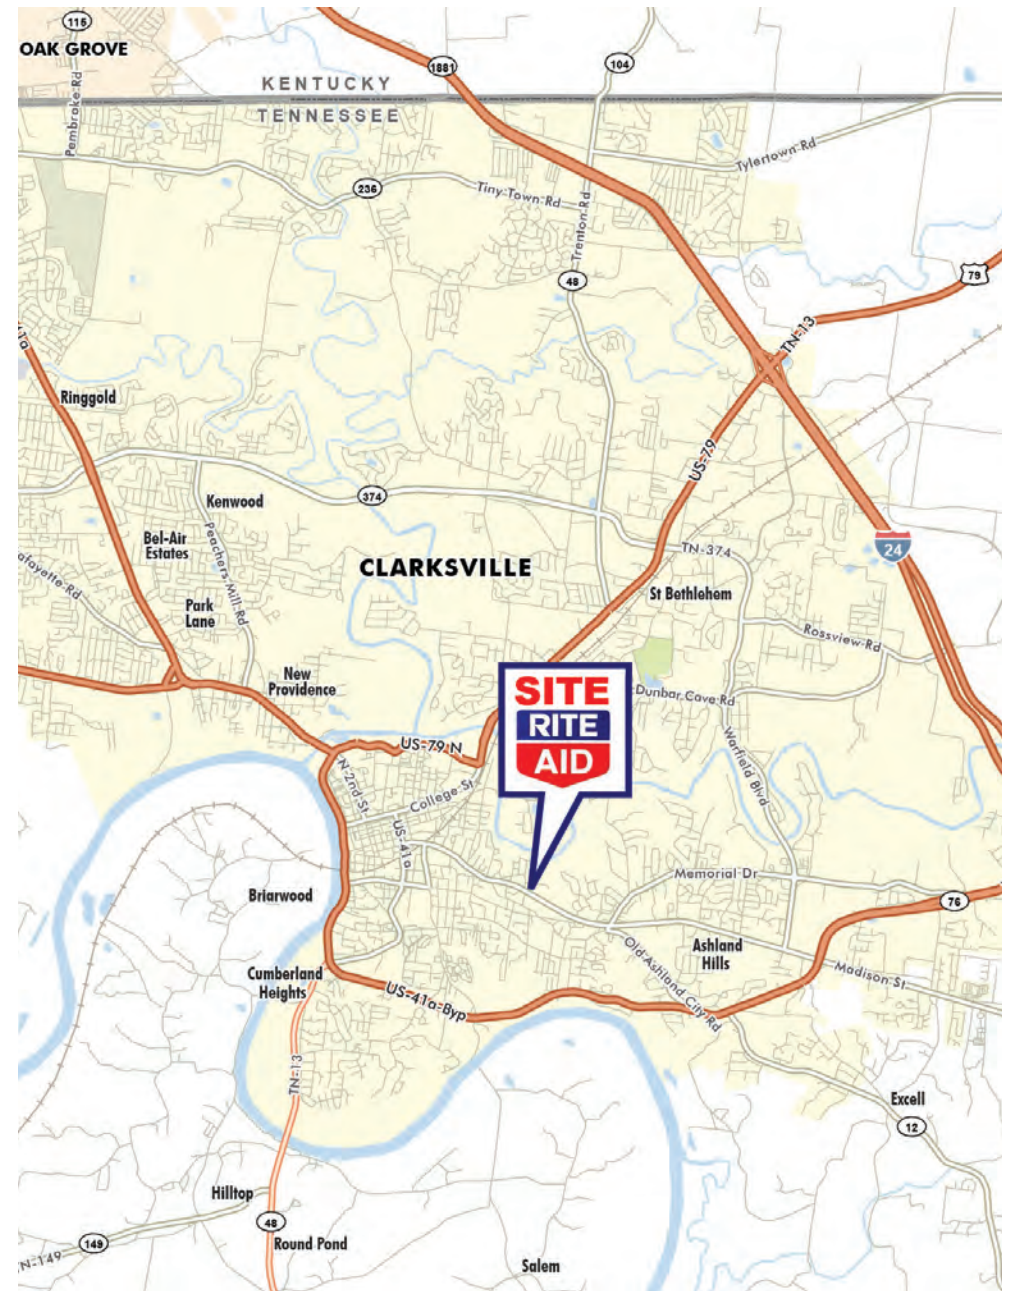 115
OAK GROVE
Pembroke Rd
1881
104
KENTUCKY
TENNESSEE
Tylertown Rd
236
Tiny Town Rd
Trenton Rd
48
79
TN-13
Ringgold
US-79
374
Kenwood
Bel-Air
Estates
Peachers Mill Rd
24
TN-374
CLARKSVILLE
St Bethlehem
Park
Lane
Rossview Rd
New
Providence
SITE
RITE
AID
Dunbar Cave Rd
US-79 N
Warfield Blvd
N 2nd St
College St
US-41a
Memorial Dr
Briarwood
76
Ashland
Hills
Old Ashland City Rd
Madison St
Cumberland
Heights
US-41a-Byp
TN-13
Excell
12
Hilltop
48
149
Round Pond
TN-149
Salem